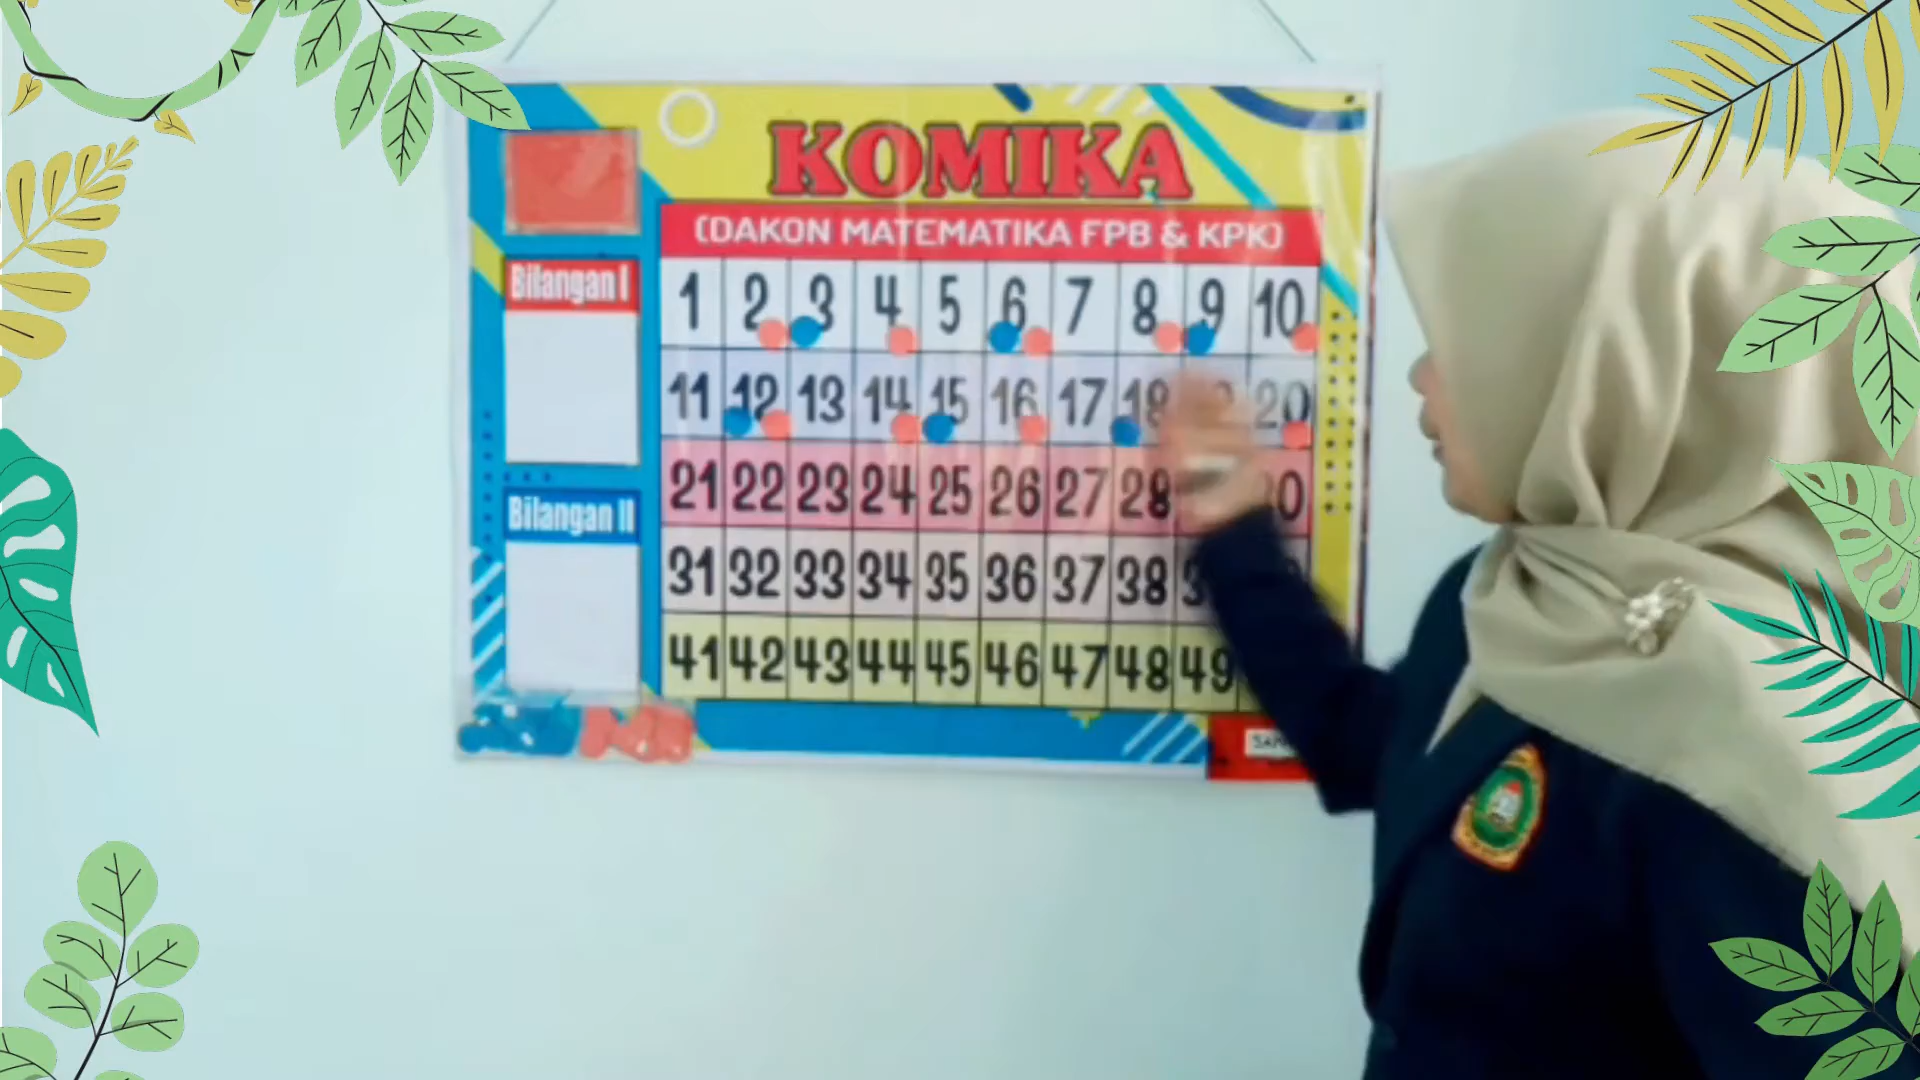 KOMIKA
(DAKON MATEMATIKA FPB & KPK)
Bilangan I
Bilangan II
1 2 3 4 5 6 7 8 9 10
11 12 13 14 15 16 17 18 20
21 22 23 24 25 26 27 28
31 32 33 34 35 36 37 38
41 42 43 44 45 46 47 48 49